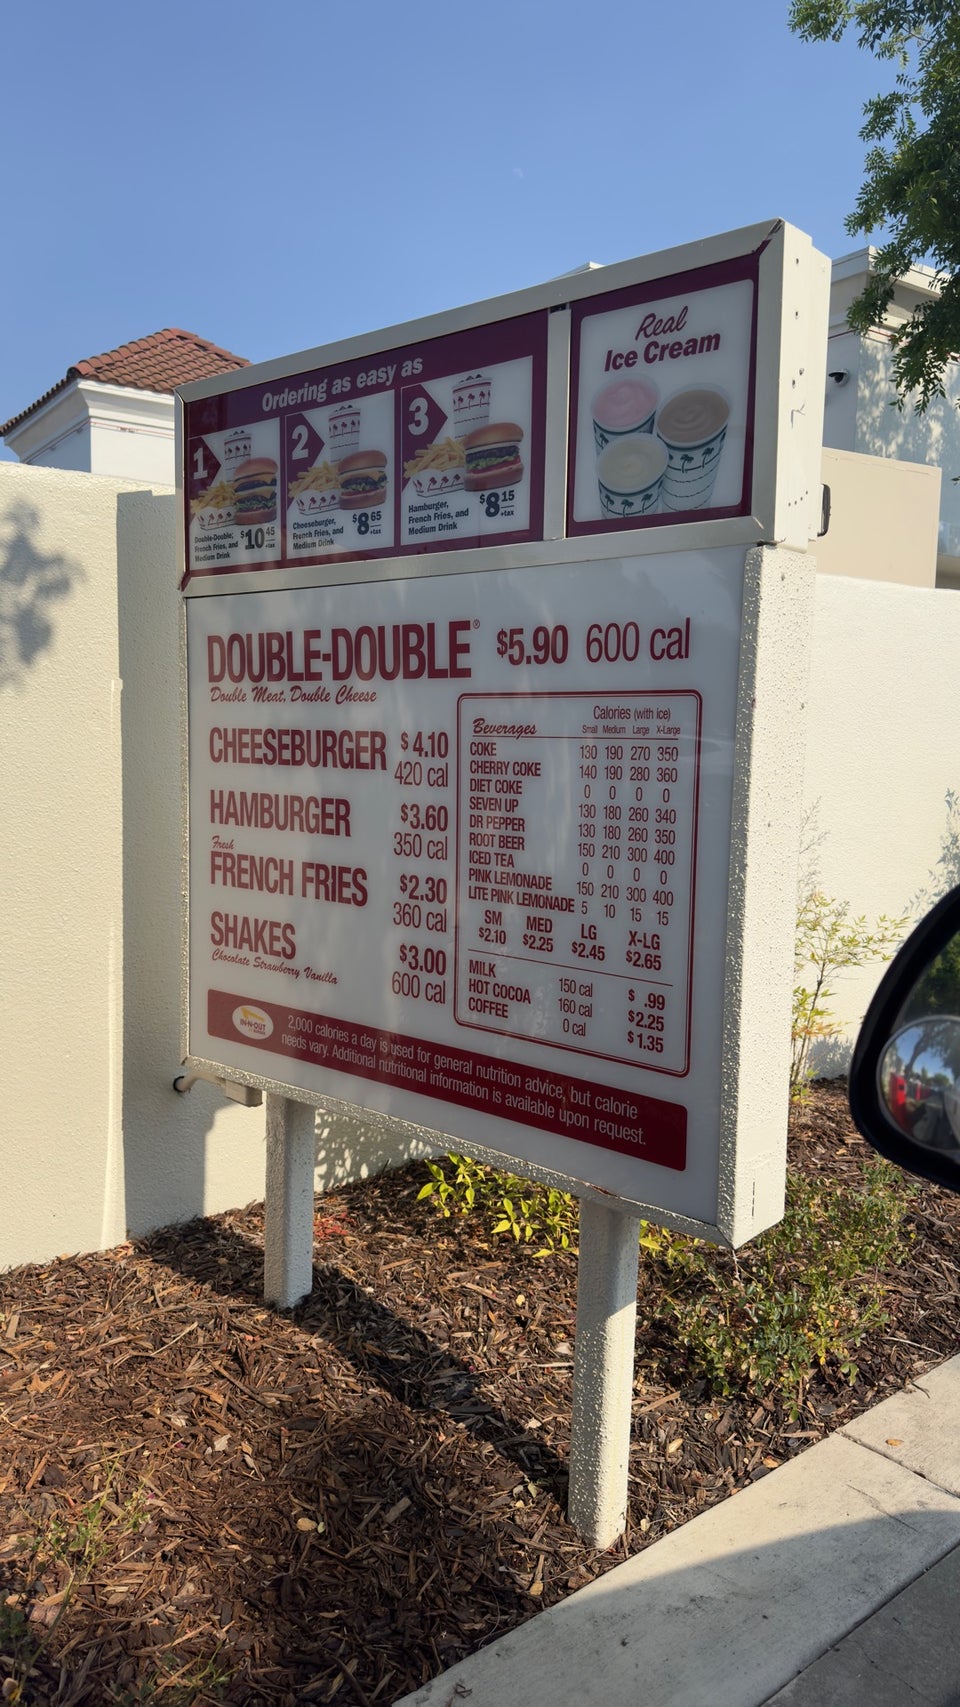 Ordering as easy as
1
Double-Double,
French Fries, and
Medium Drink
$10 45
+tax
2
Cheeseburger,
French Fries, and
Medium Drink
$8 65
+tax
3
Hamburger,
French Fries, and
Medium Drink
$8 15
+tax
Real
Ice Cream
DOUBLE-DOUBLE® $5.90 600 cal
Double Meat, Double Cheese
CHEESEBURGER $4.10
420 cal
HAMBURGER $3.60
350 cal
Fresh
FRENCH FRIES $2.30
360 cal
SHAKES $3.00
Chocolate Strawberry Vanilla 600 cal
Calories (with ice)
Beverages Small Medium Large X-Large
COKE 130 190 270 350
CHERRY COKE 140 190 280 360
DIET COKE 0 0 0 0
SEVEN UP 130 180 260 340
DR PEPPER 130 180 260 350
ROOT BEER 150 210 300 400
ICED TEA 0 0 0 0
PINK LEMONADE 150 210 300 400
LITE PINK LEMONADE 5 10 15 15
SM MED LG X-LG
$2.10 $2.25 $2.45 $2.65
MILK 150 cal $ .99
HOT COCOA 160 cal $2.25
COFFEE 0 cal $1.35
IN-N-OUT
2,000 calories a day is used for general nutrition advice, but calorie
needs vary. Additional nutritional information is available upon request.